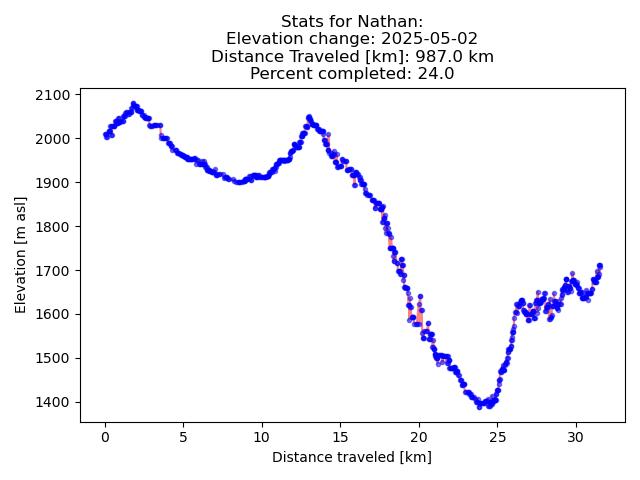 Stats for Nathan:
Elevation change: 2025-05-02
Distance Traveled [km]: 987.0 km
Percent completed: 24.0
2100
2000
1900
1800
1700
1600
1500
1400
Elevation [m asl]
0 5 10 15 20 25 30
Distance traveled [km]